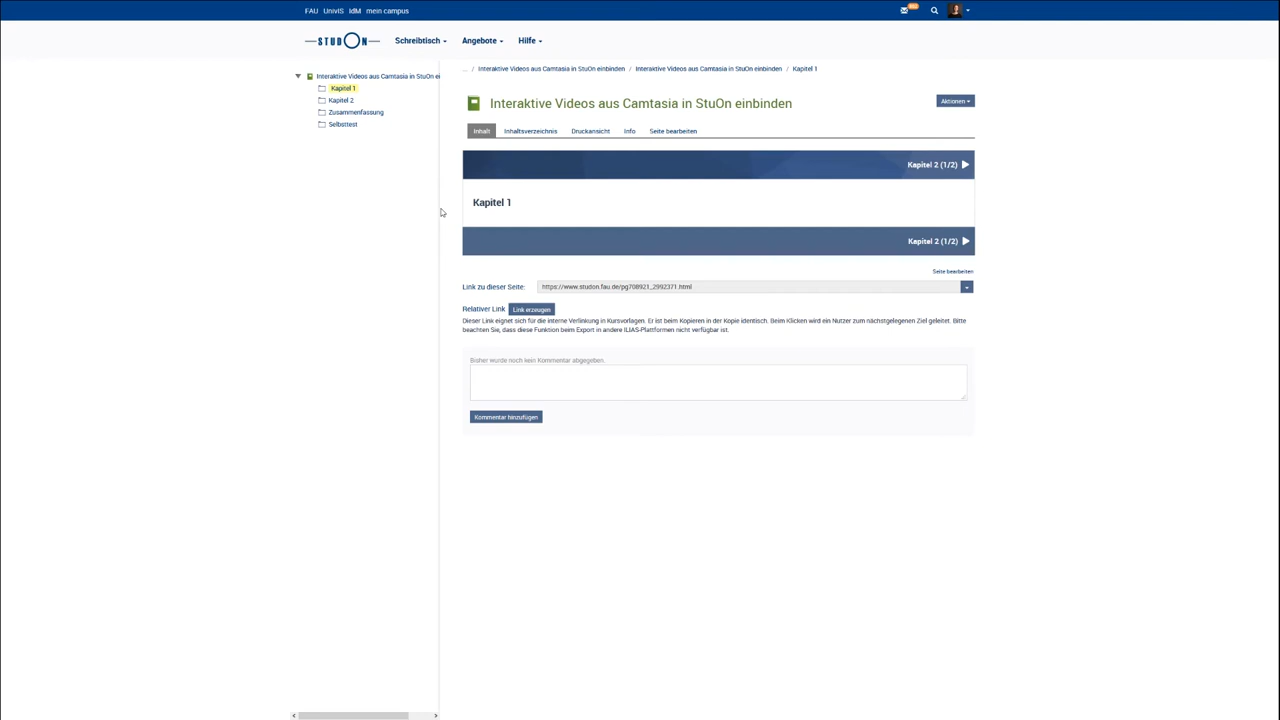 FAU UnivIS IdM mein campus
STUDON Schreibtisch Angebote Hilfe
Interaktive Videos aus Camtasia in StuOn ei
Kapitel 1
Kapitel 2
Zusammenfassung
Selbsttest
... / Interaktive Videos aus Camtasia in StuOn einbinden / Interaktive Videos aus Camtasia in StuOn einbinden / Kapitel 1
Interaktive Videos aus Camtasia in StuOn einbinden
Aktionen
Inhalt Inhaltsverzeichnis Druckansicht Info Seite bearbeiten
Kapitel 2 (1/2)
Kapitel 1
Kapitel 2 (1/2)
Seite bearbeiten
Link zu dieser Seite: https://www.studon.fau.de/pg708921_2992371.html
Relativer Link Link erzeugen
Dieser Link eignet sich für die interne Verlinkung in Kursvorlagen. Er ist beim Kopieren in der Kopie identisch. Beim Klicken wird ein Nutzer zum nächstgelegenen Ziel geleitet. Bitte
beachten Sie, dass diese Funktion beim Export in andere ILIAS-Plattformen nicht verfügbar ist.
Bisher wurde noch kein Kommentar abgegeben.
Kommentar hinzufügen